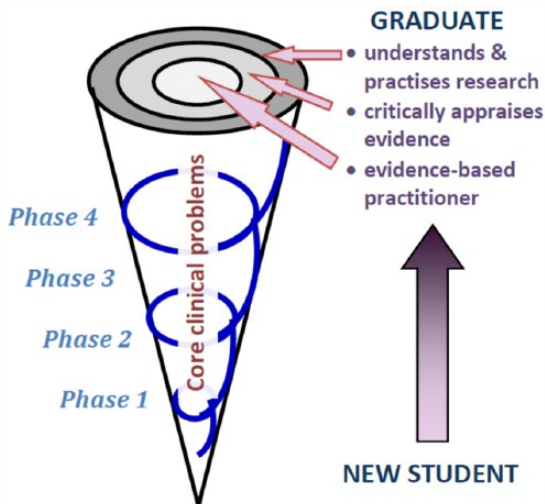 GRADUATE
• understands &
practises research
• critically appraises
evidence
• evidence-based
practitioner
Core clinical problems
Phase 4
Phase 3
Phase 2
Phase 1
NEW STUDENT